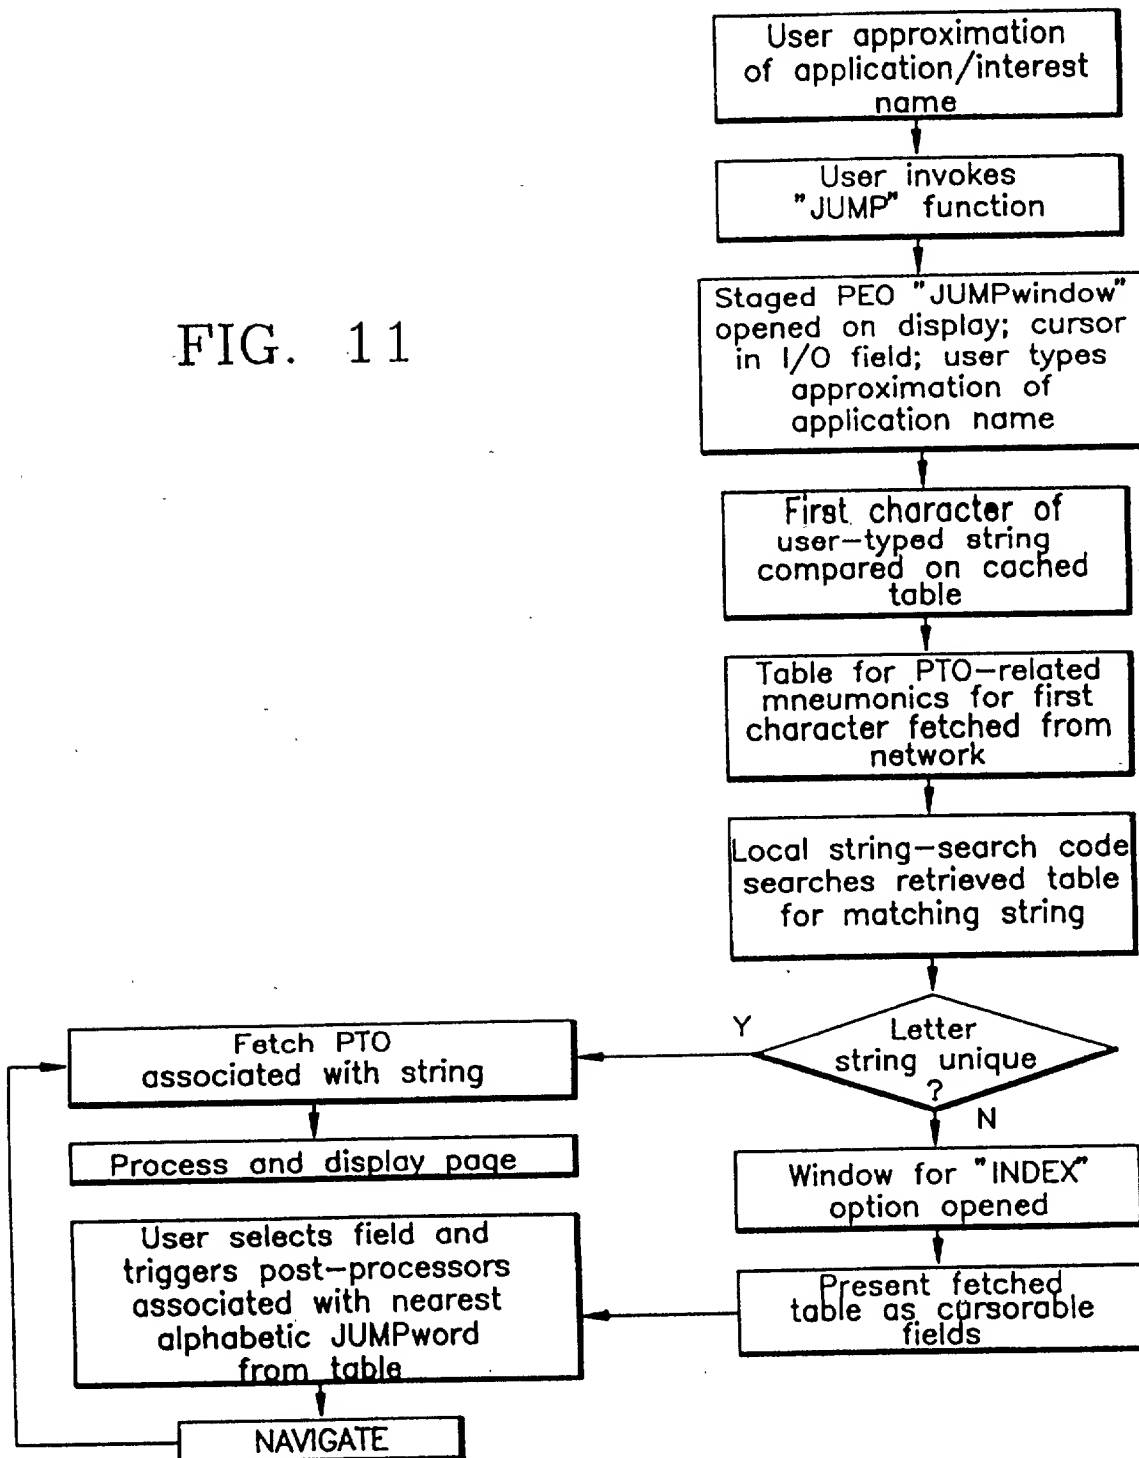 User approximation
of application/interest
name
User invokes
"JUMP" function
FIG. 11
Staged PEO "JUMPwindow"
opened on display; cursor
in I/O field; user types
approximation of
application name
First character of
user-typed string
compared on cached
table
Table for PTO-related
mneumonics for first
character fetched from
network
Local string-search code
searches retrieved table
for matching string
Letter
string unique
?
Y
N
Fetch PTO
associated with string
Process and display page
Window for "INDEX"
option opened
Present fetched
table as cursorable
fields
User selects field and
triggers post-processors
associated with nearest
alphabetic JUMPword
from table
NAVIGATE